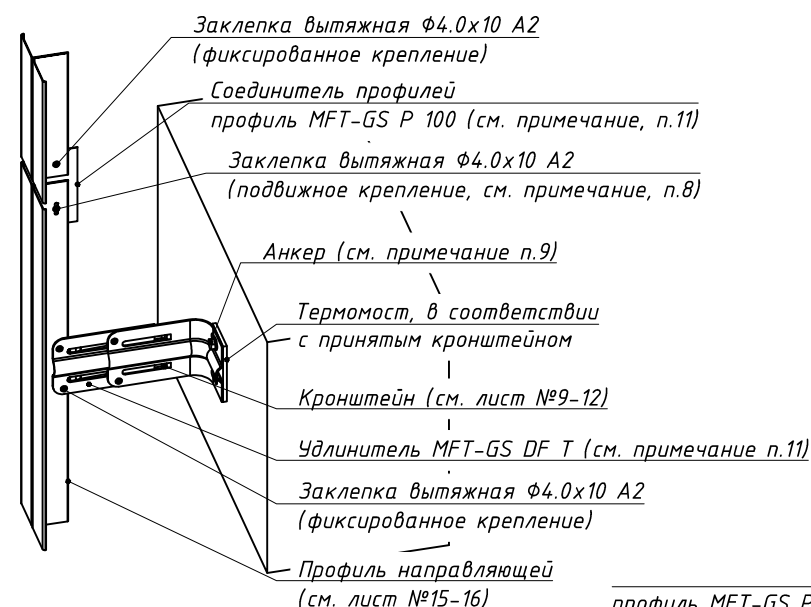 Заклепка вытяжная Ф4.0х10 А2
(фиксированное крепление)
Соединитель профилей
профиль MFT-GS P 100 (см. примечание, п.11)
Заклепка вытяжная Ф4.0х10 А2
(подвижное крепление, см. примечание, п.8)
Анкер (см. примечание п.9)
Термомост, в соответствии
с принятым кронштейном
Кронштейн (см. лист №9-12)
Удлинитель MFT-GS DF T (см. примечание п.11)
Заклепка вытяжная Ф4.0х10 А2
(фиксированное крепление)
Профиль направляющей
(см. лист №15-16)
профиль MFT-GS P